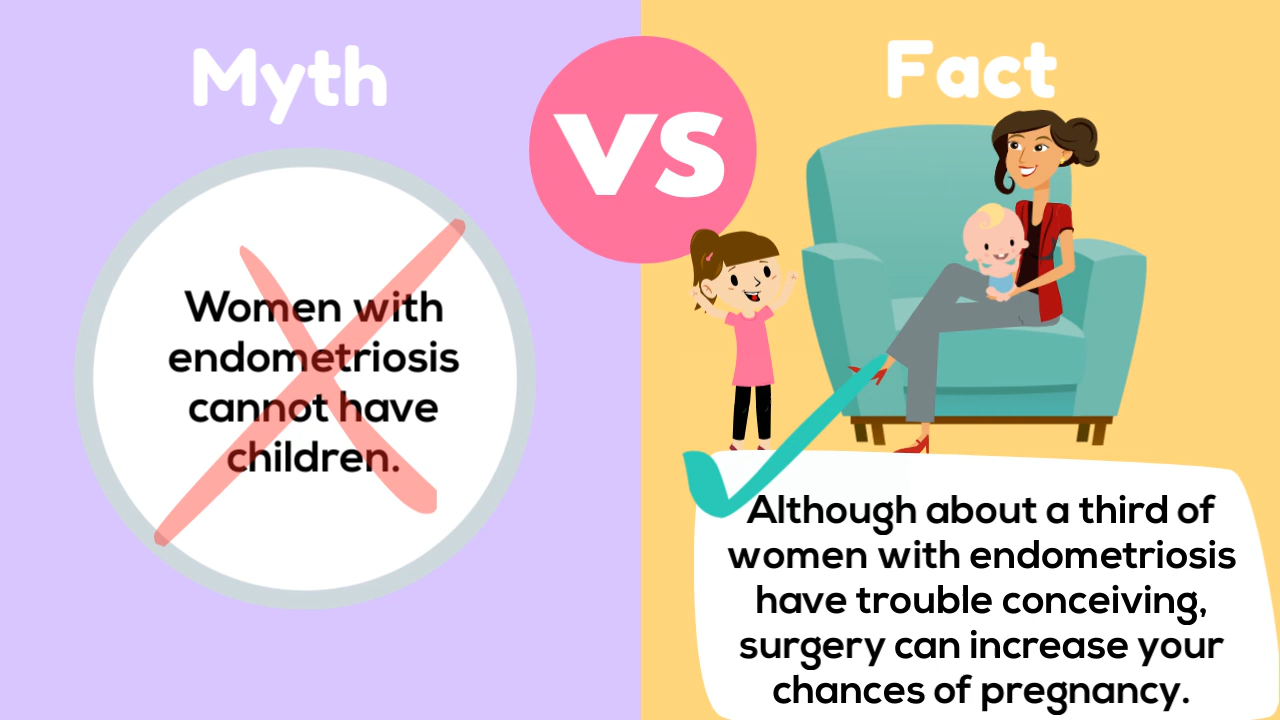 Myth
VS
Fact
Women with
endometriosis
cannot have
children.
Although about a third of
women with endometriosis
have trouble conceiving,
surgery can increase your
chances of pregnancy.